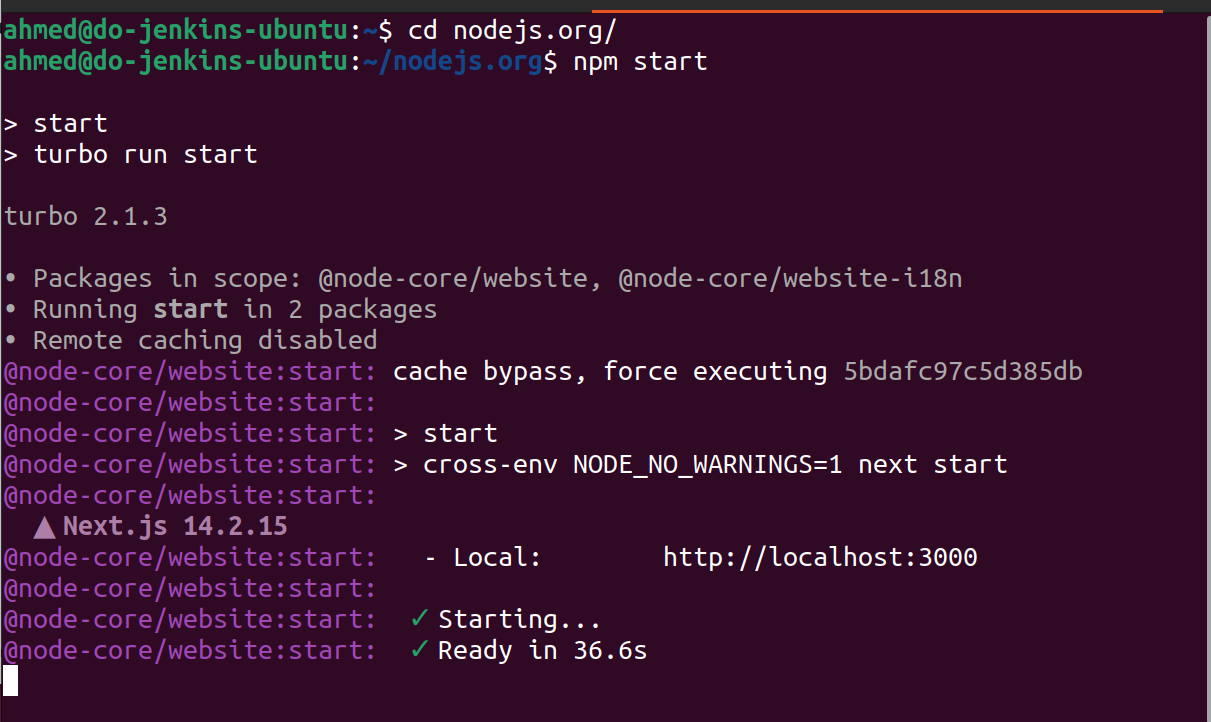 ahmed@do-jenkins-ubuntu:~$ cd nodejs.org/
ahmed@do-jenkins-ubuntu:~/nodejs.org$ npm start
> start
> turbo run start
turbo 2.1.3
• Packages in scope: @node-core/website, @node-core/website-i18n
• Running start in 2 packages
• Remote caching disabled
@node-core/website:start: cache bypass, force executing 5bdafc97c5d385db
@node-core/website:start:
@node-core/website:start: > start
@node-core/website:start: > cross-env NODE_NO_WARNINGS=1 next start
@node-core/website:start:
▲ Next.js 14.2.15
@node-core/website:start:   - Local:        http://localhost:3000
@node-core/website:start:
@node-core/website:start:  ✓ Starting...
@node-core/website:start:  ✓ Ready in 36.6s